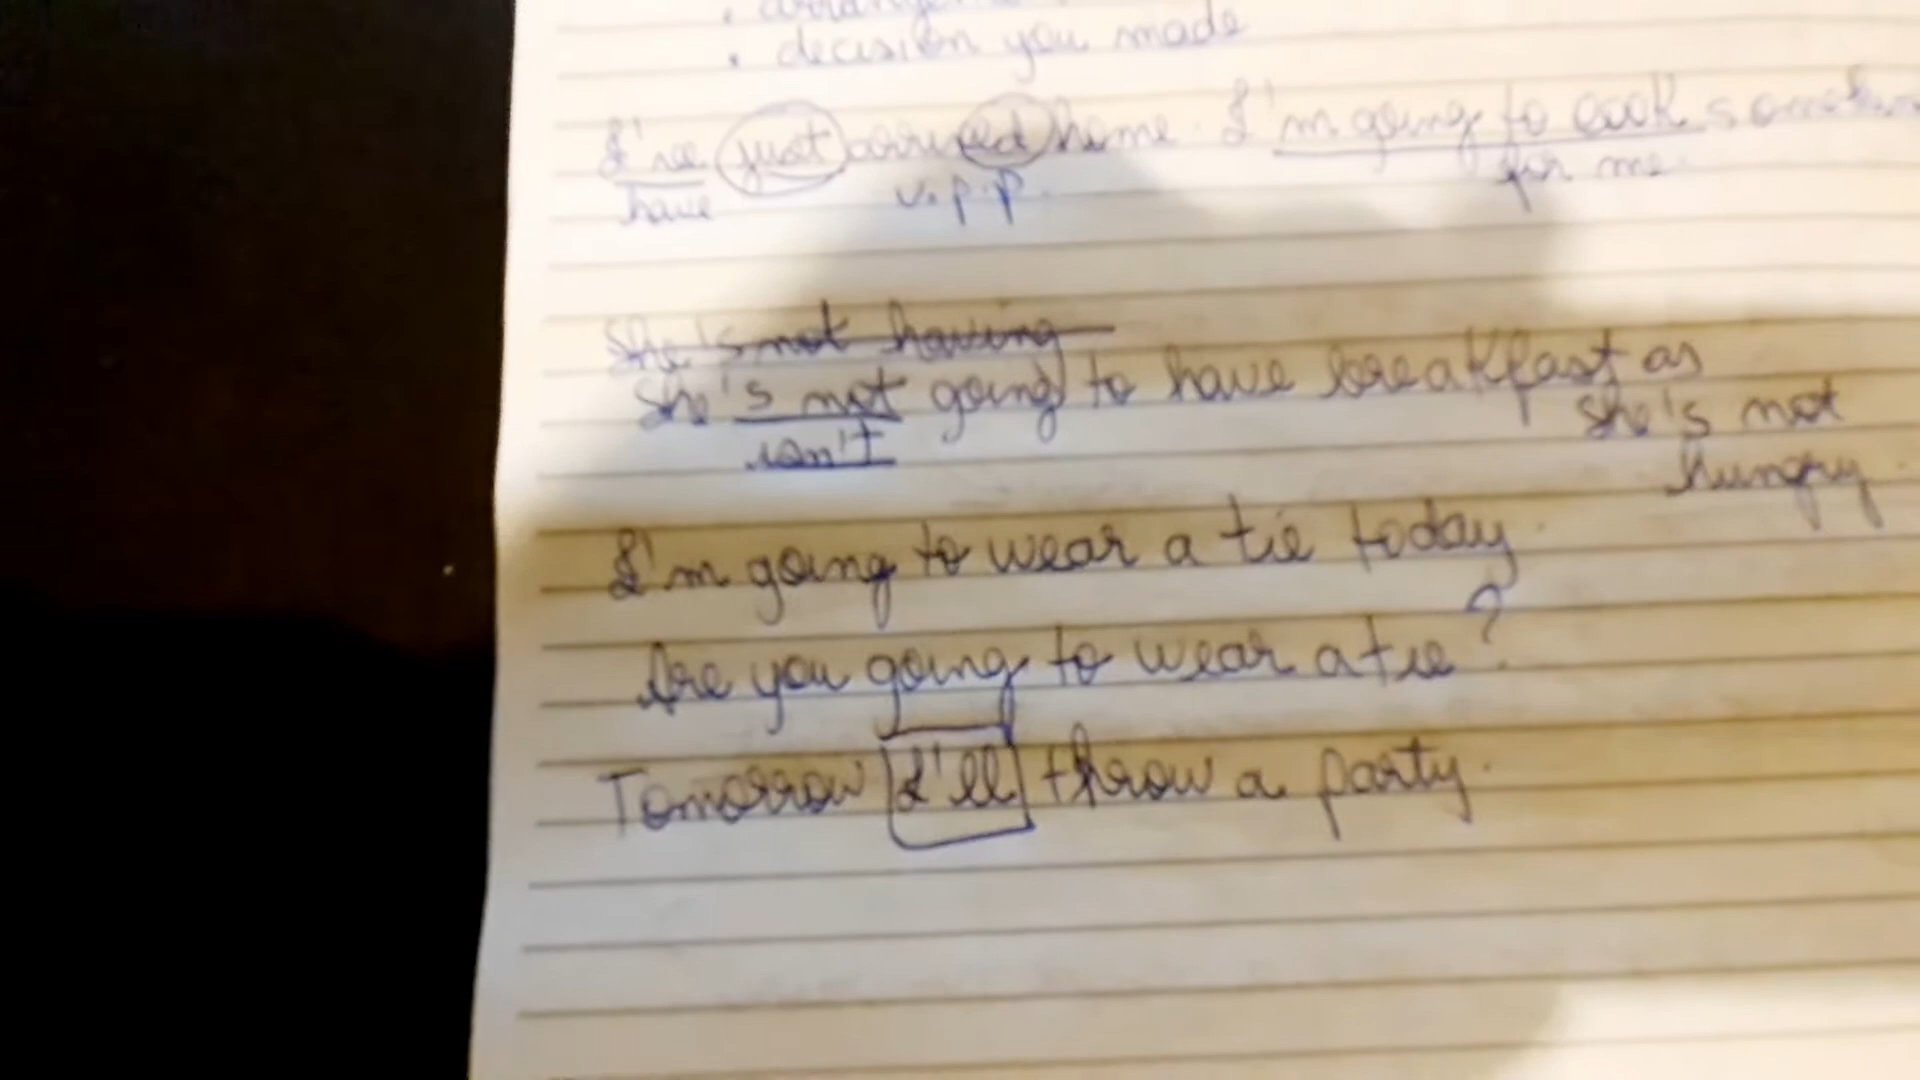 • decision you made
I've just arrived home. I'm going to cook
have v.p.p. for me.
She's not having
She's not going to have breakfast as
isn't she's not
hungry.
I'm going to wear a tie today.
Are you going to wear a tie?
Tomorrow I'll throw a party.